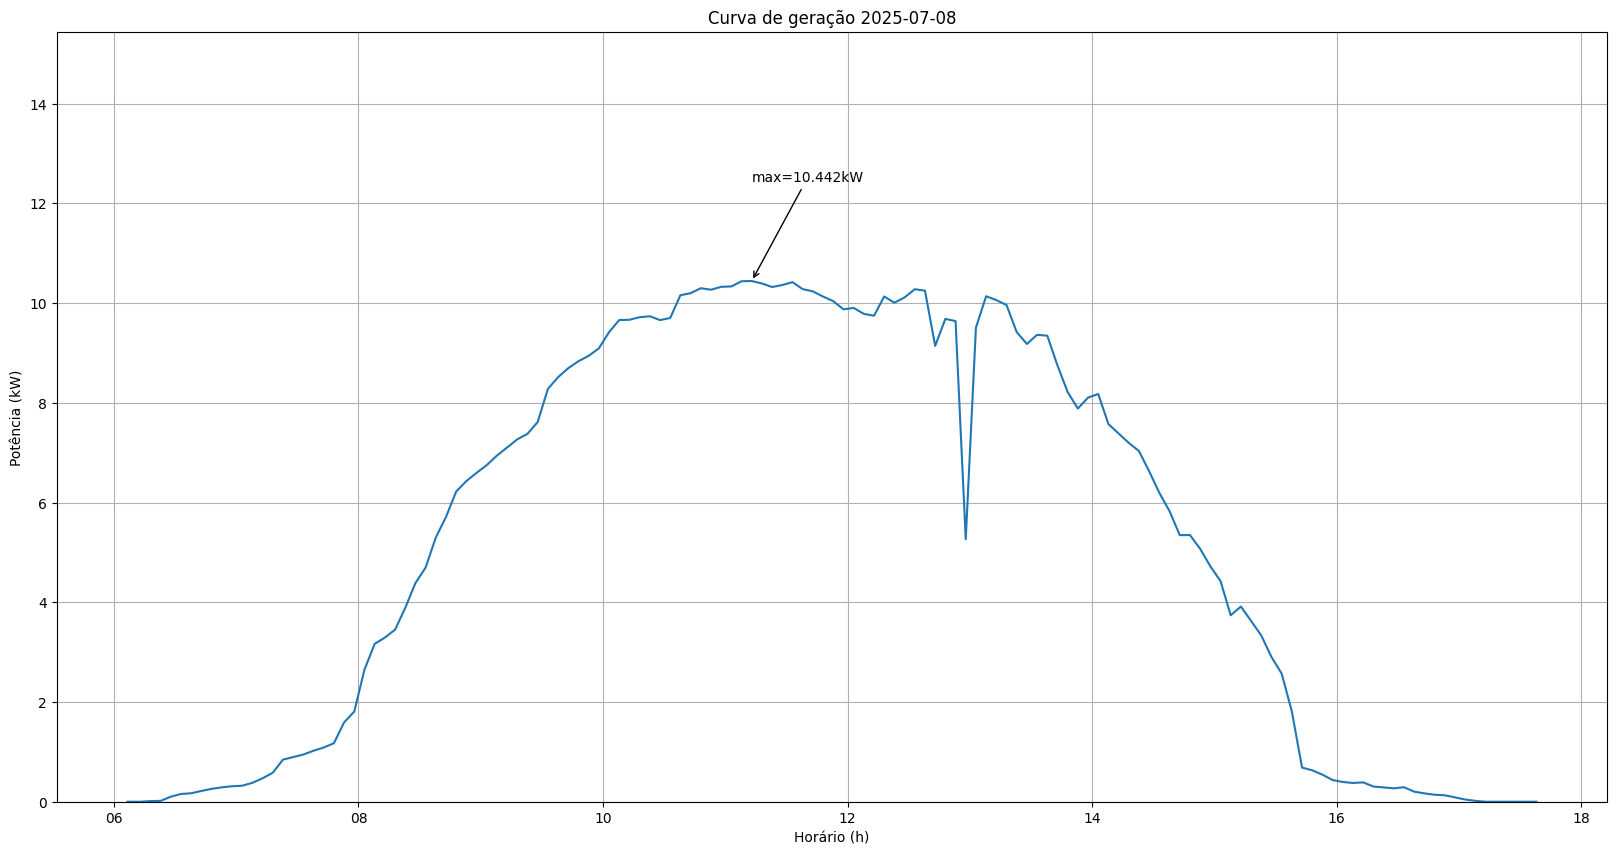 Curva de geração 2025-07-08
14
12
10
8
6
4
2
0
Potência (kW)
max=10.442kW
06 08 10 12 14 16 18
Horário (h)